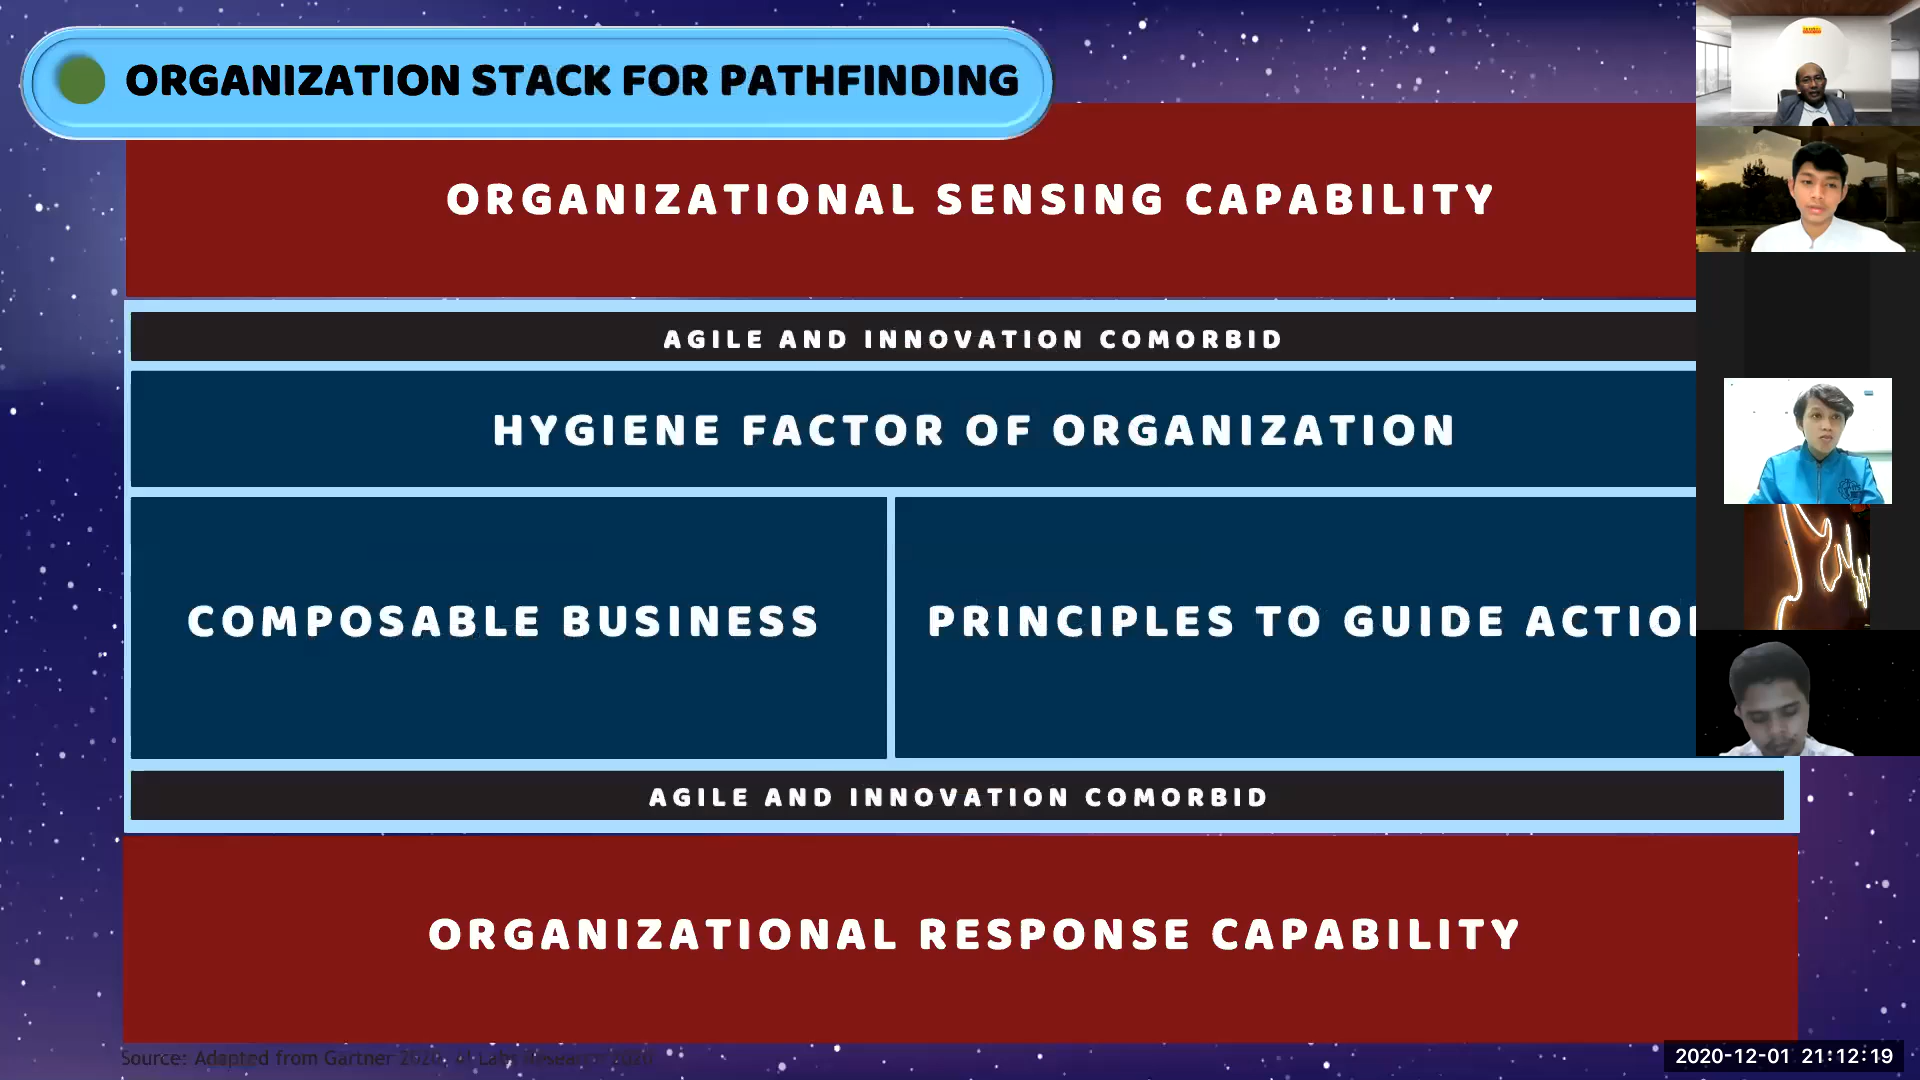 ORGANIZATION STACK FOR PATHFINDING
ORGANIZATIONAL SENSING CAPABILITY
AGILE AND INNOVATION COMORBID
HYGIENE FACTOR OF ORGANIZATION
COMPOSABLE BUSINESS
PRINCIPLES TO GUIDE
AGILE AND INNOVATION COMORBID
ORGANIZATIONAL RESPONSE CAPABILITY
Source: Adapted from Gartner
2020-12-01 21:12:19